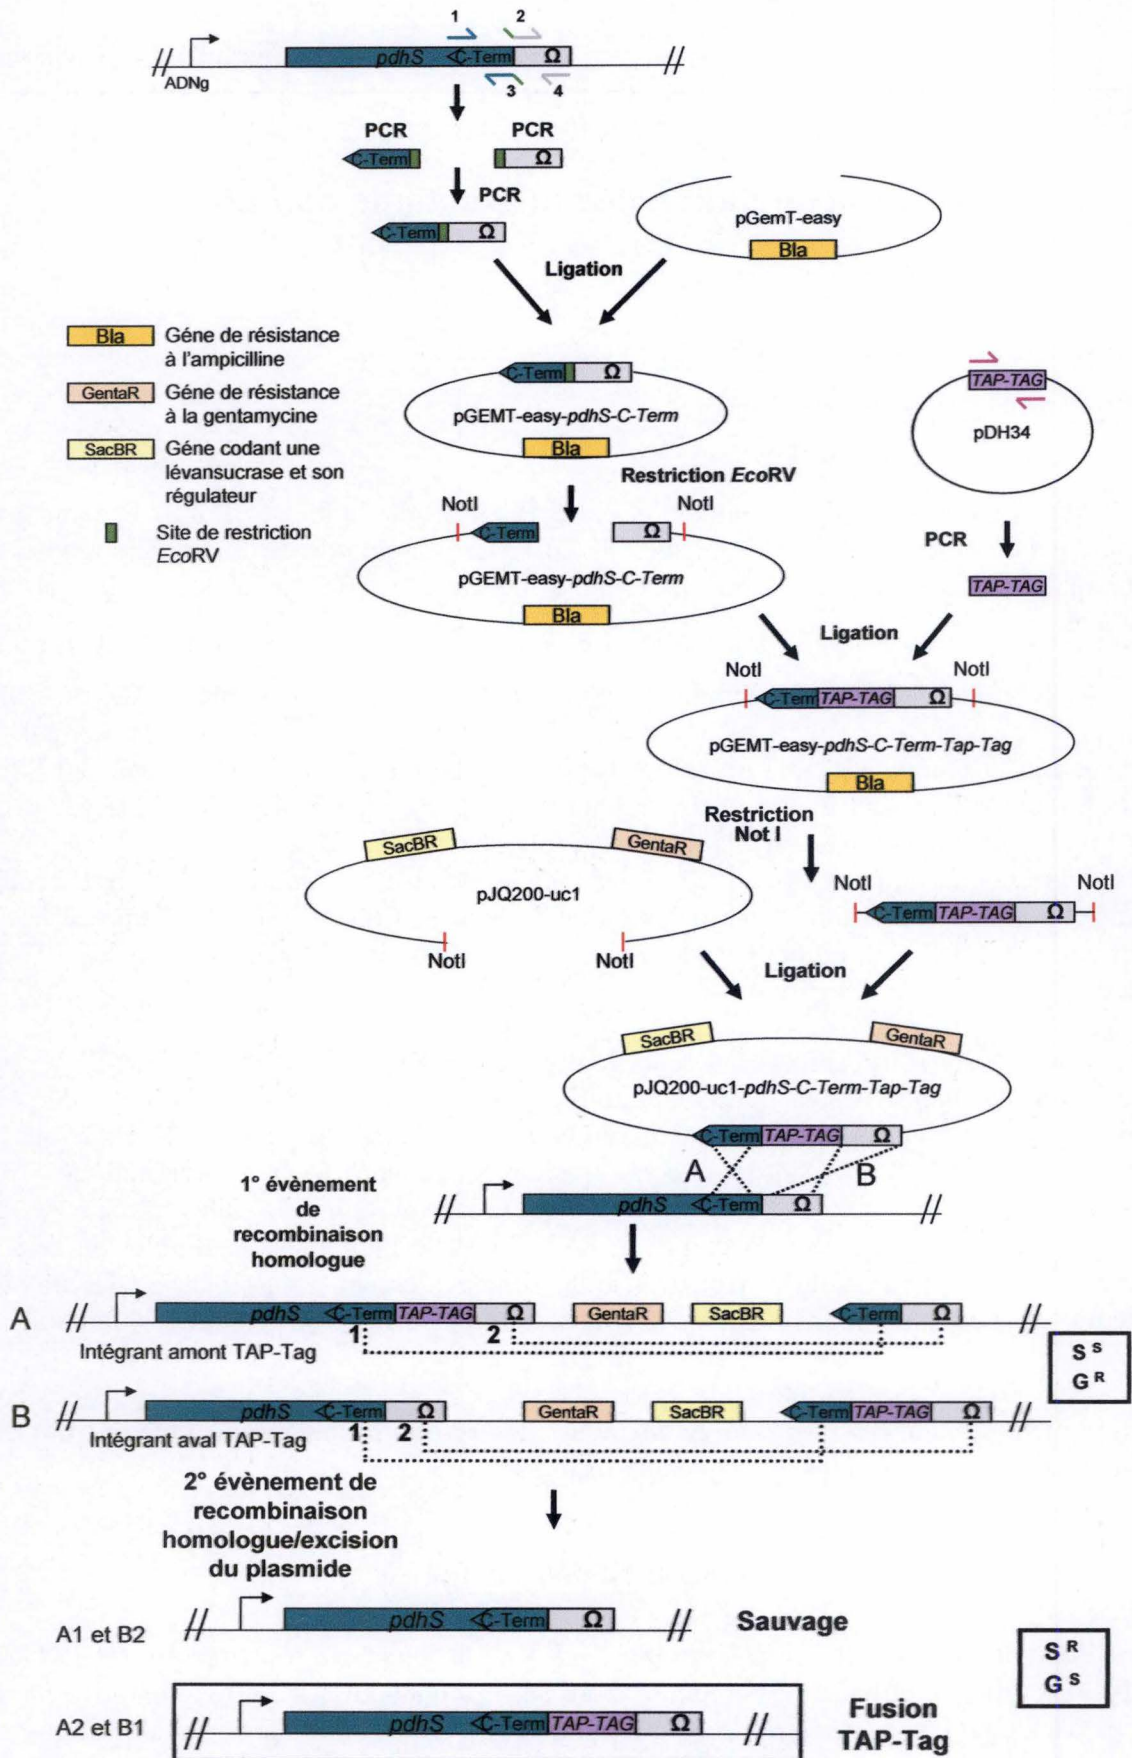 1
2
pdhS
C-Term
Ω
ADNg
3
4
PCR
PCR
C-Term
Ω
PCR
C-Term
Ω
pGemT-easy
Bla
Ligation
Bla
Géne de résistance
à l'ampicilline
GentaR
Géne de résistance
à la gentamycine
SacBR
Géne codant une
lévansucrase et son
régulateur
Site de restriction
EcoRV
C-Term
Ω
pGEMT-easy-pdhS-C-Term
Bla
TAP-TAG
pDH34
Restriction EcoRV
NotI
NotI
C-Term
Ω
pGEMT-easy-pdhS-C-Term
Bla
PCR
TAP-TAG
Ligation
NotI
NotI
C-Term
TAP-TAG
Ω
pGEMT-easy-pdhS-C-Term-Tap-Tag
Bla
Restriction
Not I
SacBR
GentaR
pJQ200-uc1
NotI
NotI
NotI
NotI
C-Term
TAP-TAG
Ω
Ligation
SacBR
GentaR
pJQ200-uc1-pdhS-C-Term-Tap-Tag
C-Term
TAP-TAG
Ω
A
B
1° évènement
de
recombinaison
homologue
pdhS
C-Term
Ω
A
pdhS
C-Term
TAP-TAG
Ω
GentaR
SacBR
C-Term
Ω
1
2
Intégrant amont TAP-Tag
S S
G R
B
pdhS
C-Term
Ω
GentaR
SacBR
C-Term
TAP-TAG
Ω
Intégrant aval TAP-Tag
1
2
2° évènement de
recombinaison
homologue/excision
du plasmide
A1 et B2
pdhS
C-Term
Ω
Sauvage
S R
G S
A2 et B1
pdhS
C-Term
TAP-TAG
Ω
Fusion
TAP-Tag